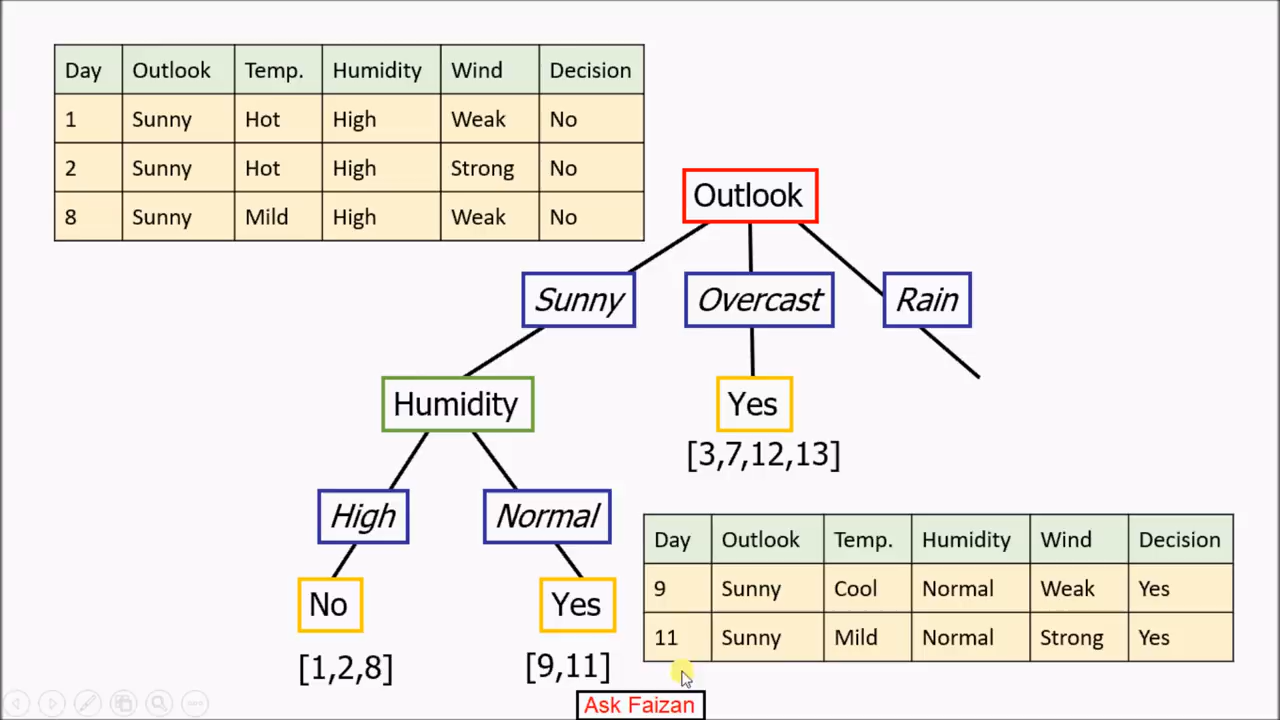 Day Outlook Temp. Humidity Wind Decision
1 Sunny Hot High Weak No
2 Sunny Hot High Strong No
8 Sunny Mild High Weak No
Outlook
Sunny Overcast Rain
Humidity Yes
[3,7,12,13]
High Normal
No Yes
[1,2,8] [9,11]
Day Outlook Temp. Humidity Wind Decision
9 Sunny Cool Normal Weak Yes
11 Sunny Mild Normal Strong Yes
Ask Faizan